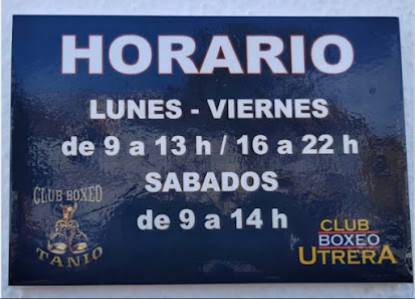 HORARIO
LUNES - VIERNES
de 9 a 13 h / 16 a 22 h
SABADOS
de 9 a 14 h
CLUB BOXEO
TANIO
CLUB
BOXEO
UTRERA